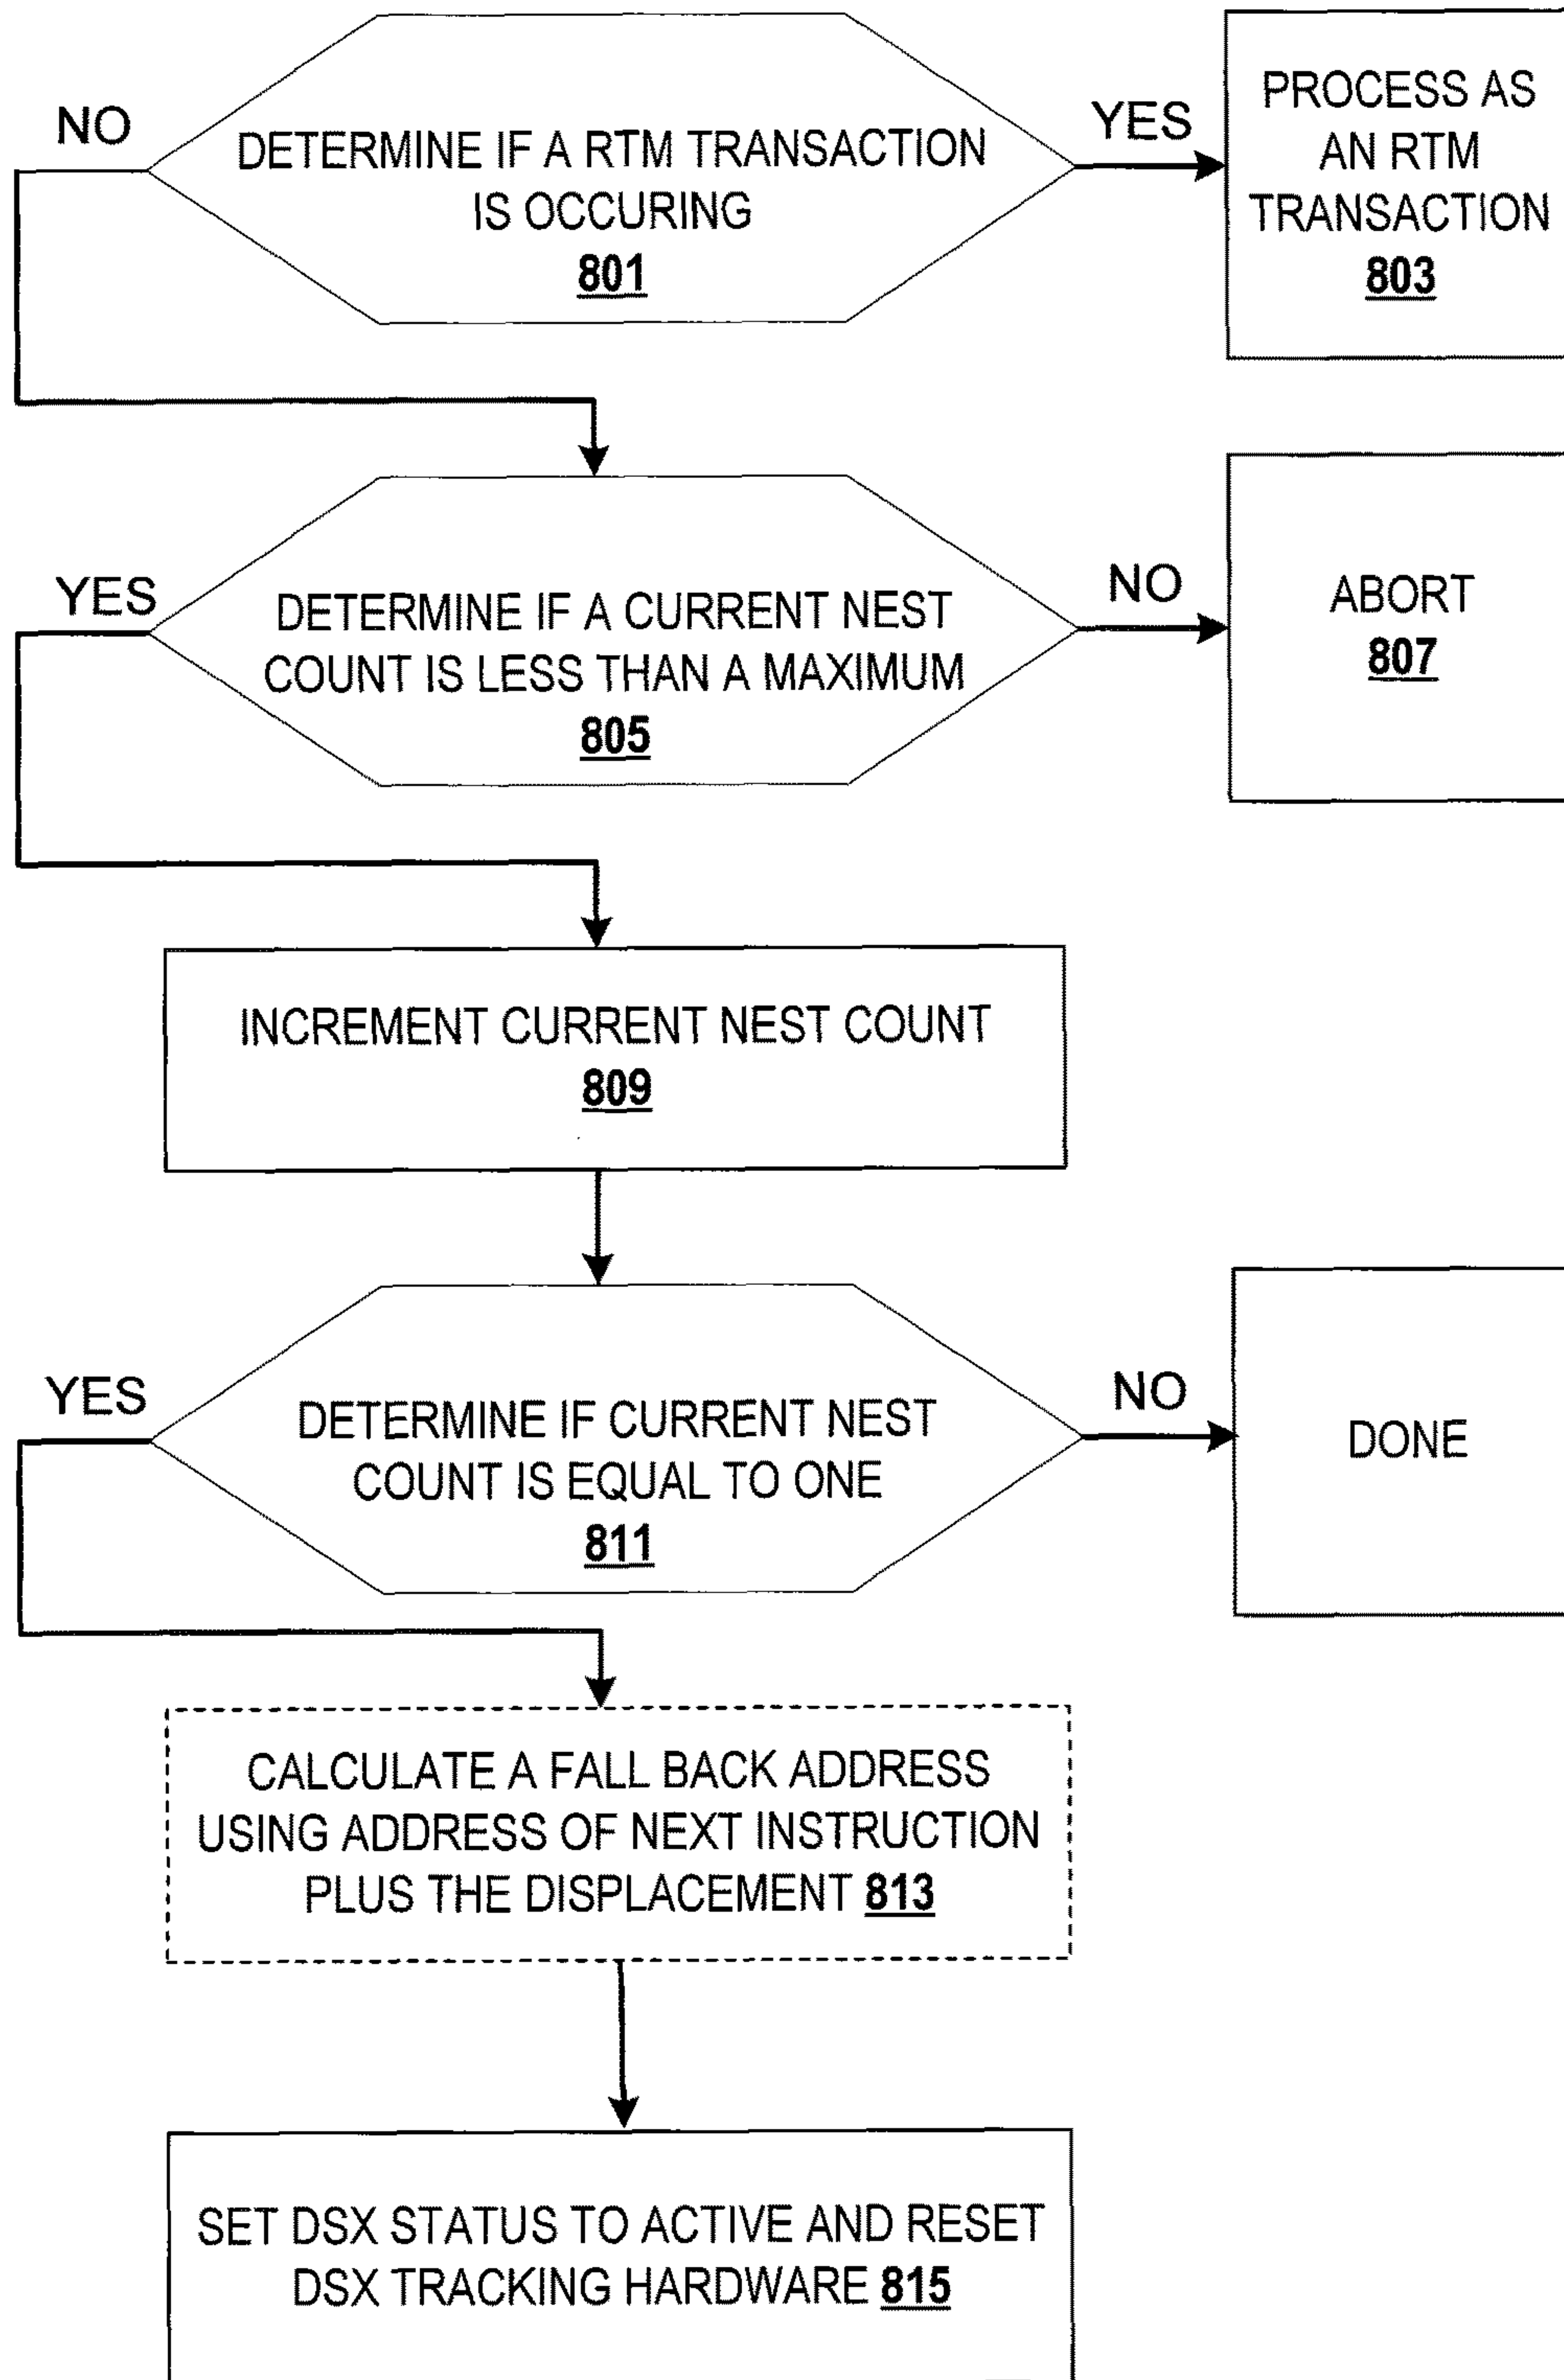 NO
DETERMINE IF A RTM TRANSACTION
IS OCCURING
801
YES
PROCESS AS
AN RTM
TRANSACTION
803
YES
DETERMINE IF A CURRENT NEST
COUNT IS LESS THAN A MAXIMUM
805
NO
ABORT
807
INCREMENT CURRENT NEST COUNT
809
YES
DETERMINE IF CURRENT NEST
COUNT IS EQUAL TO ONE
811
NO
DONE
CALCULATE A FALL BACK ADDRESS
USING ADDRESS OF NEXT INSTRUCTION
PLUS THE DISPLACEMENT 813
SET DSX STATUS TO ACTIVE AND RESET
DSX TRACKING HARDWARE 815